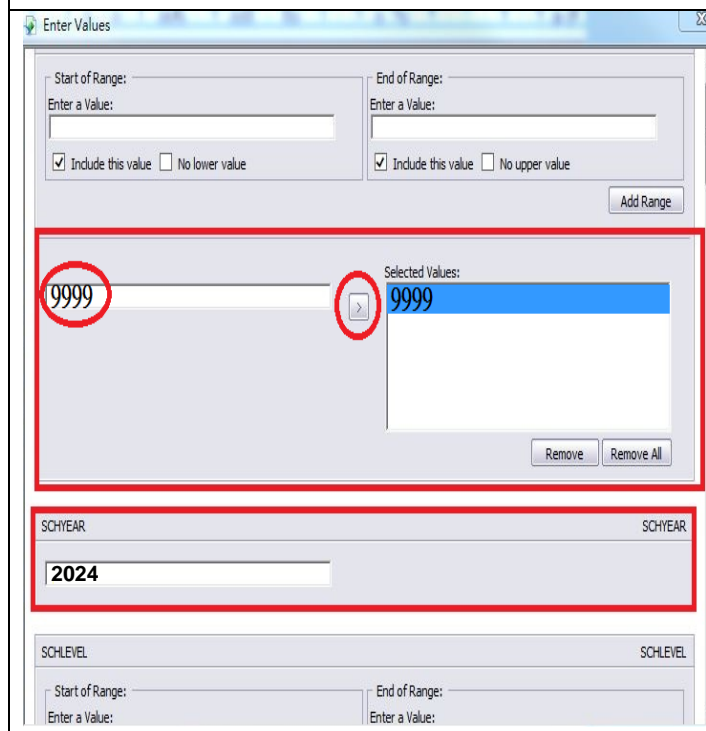 Enter Values
Start of Range: End of Range:
Enter a Value: Enter a Value:
Include this value No lower value Include this value No upper value
Add Range
Selected Values:
9999 > 9999
Remove Remove All
SCHYEAR SCHYEAR
2024
SCHLEVEL SCHLEVEL
Start of Range: End of Range:
Enter a Value: Enter a Value: